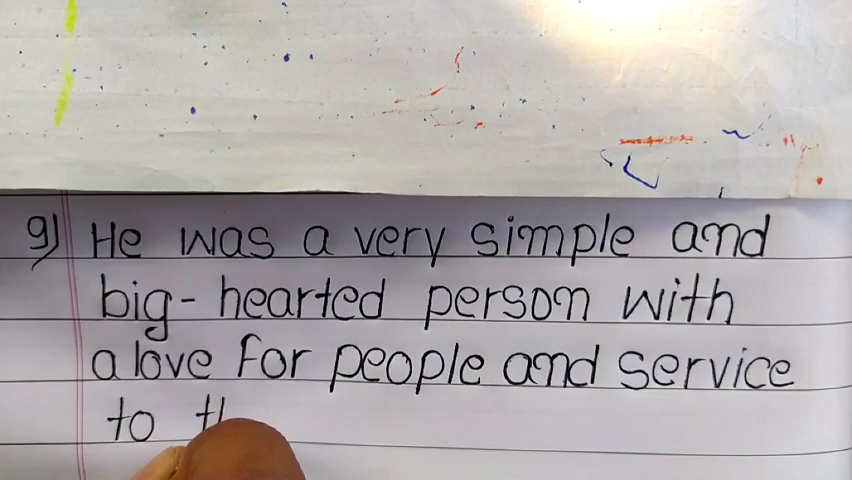 9) He was a very simple and
big-hearted person with
a love for people and service
to